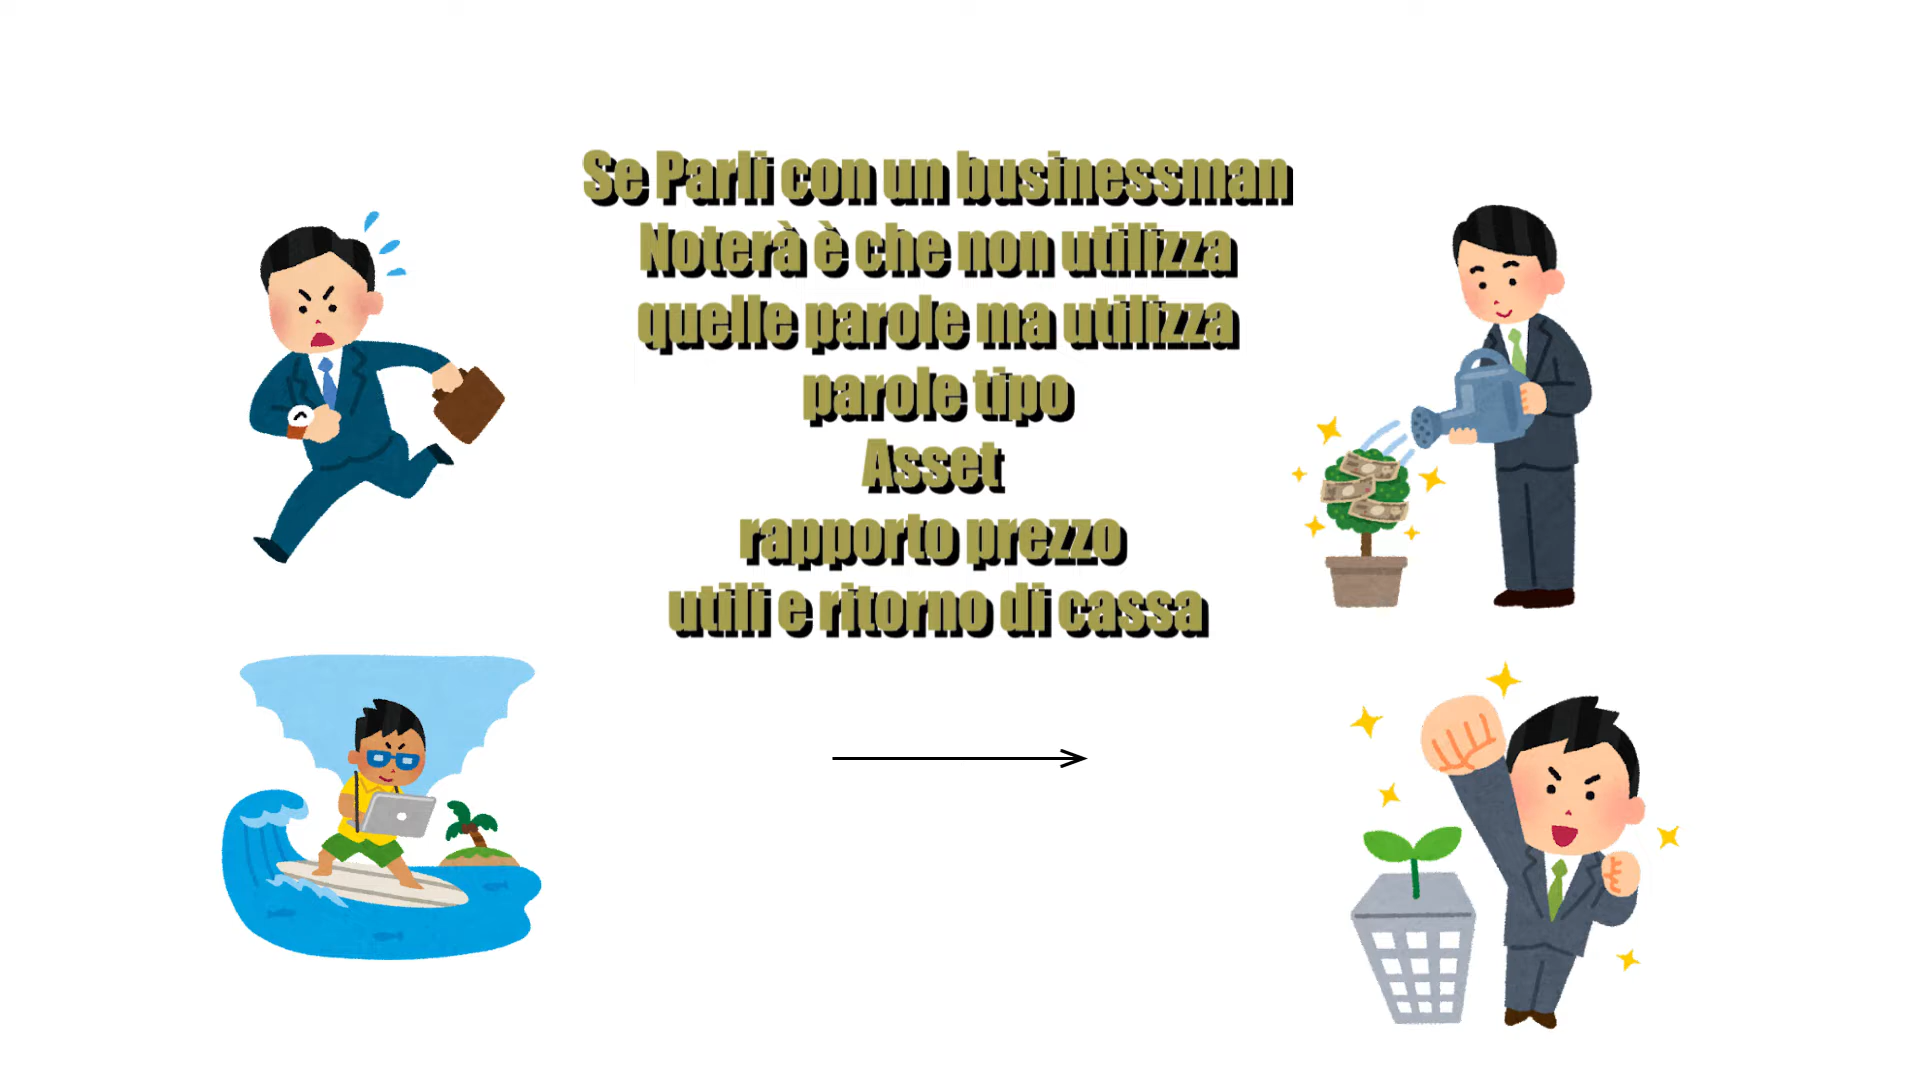 Se Parli con un businessman
Noterà è che non utilizza
quelle parole ma utilizza
parole tipo
Asset
rapporto prezzo
utili e ritorno di cassa